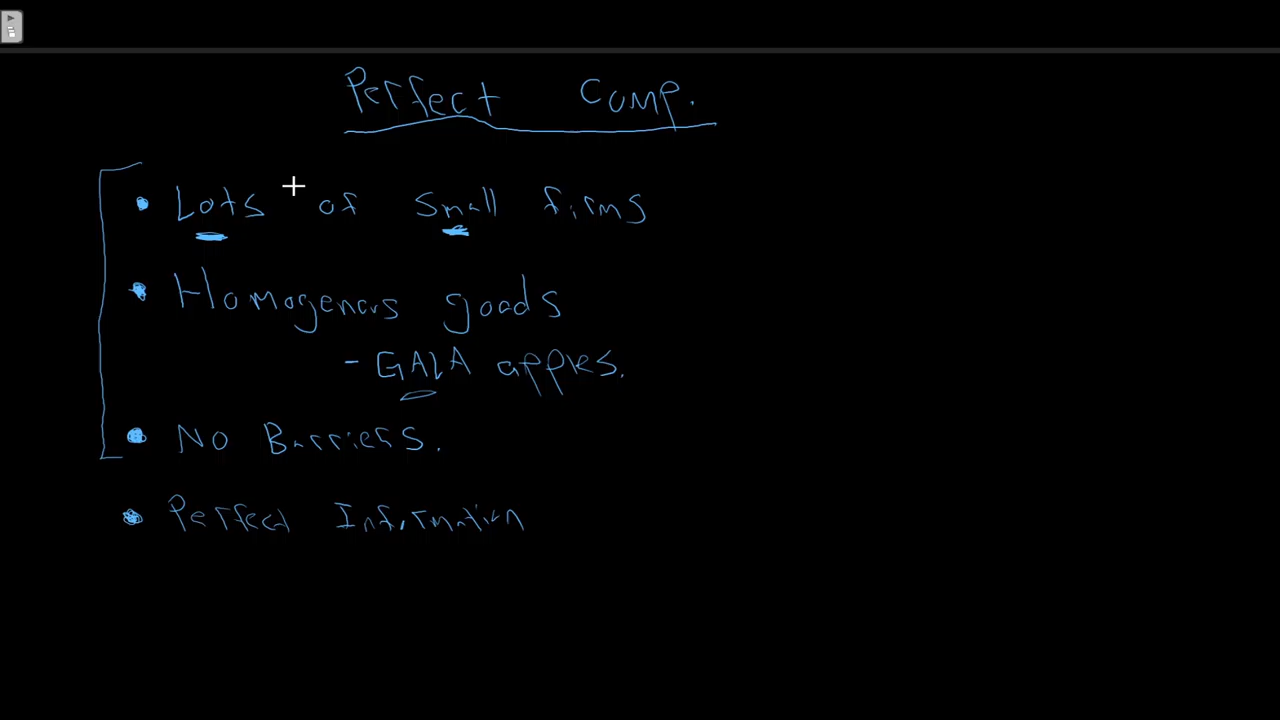 Perfect Comp.
• Lots of small firms
• Homogenous goods
- GALA apples.
• No Barriers.
• Perfect Information